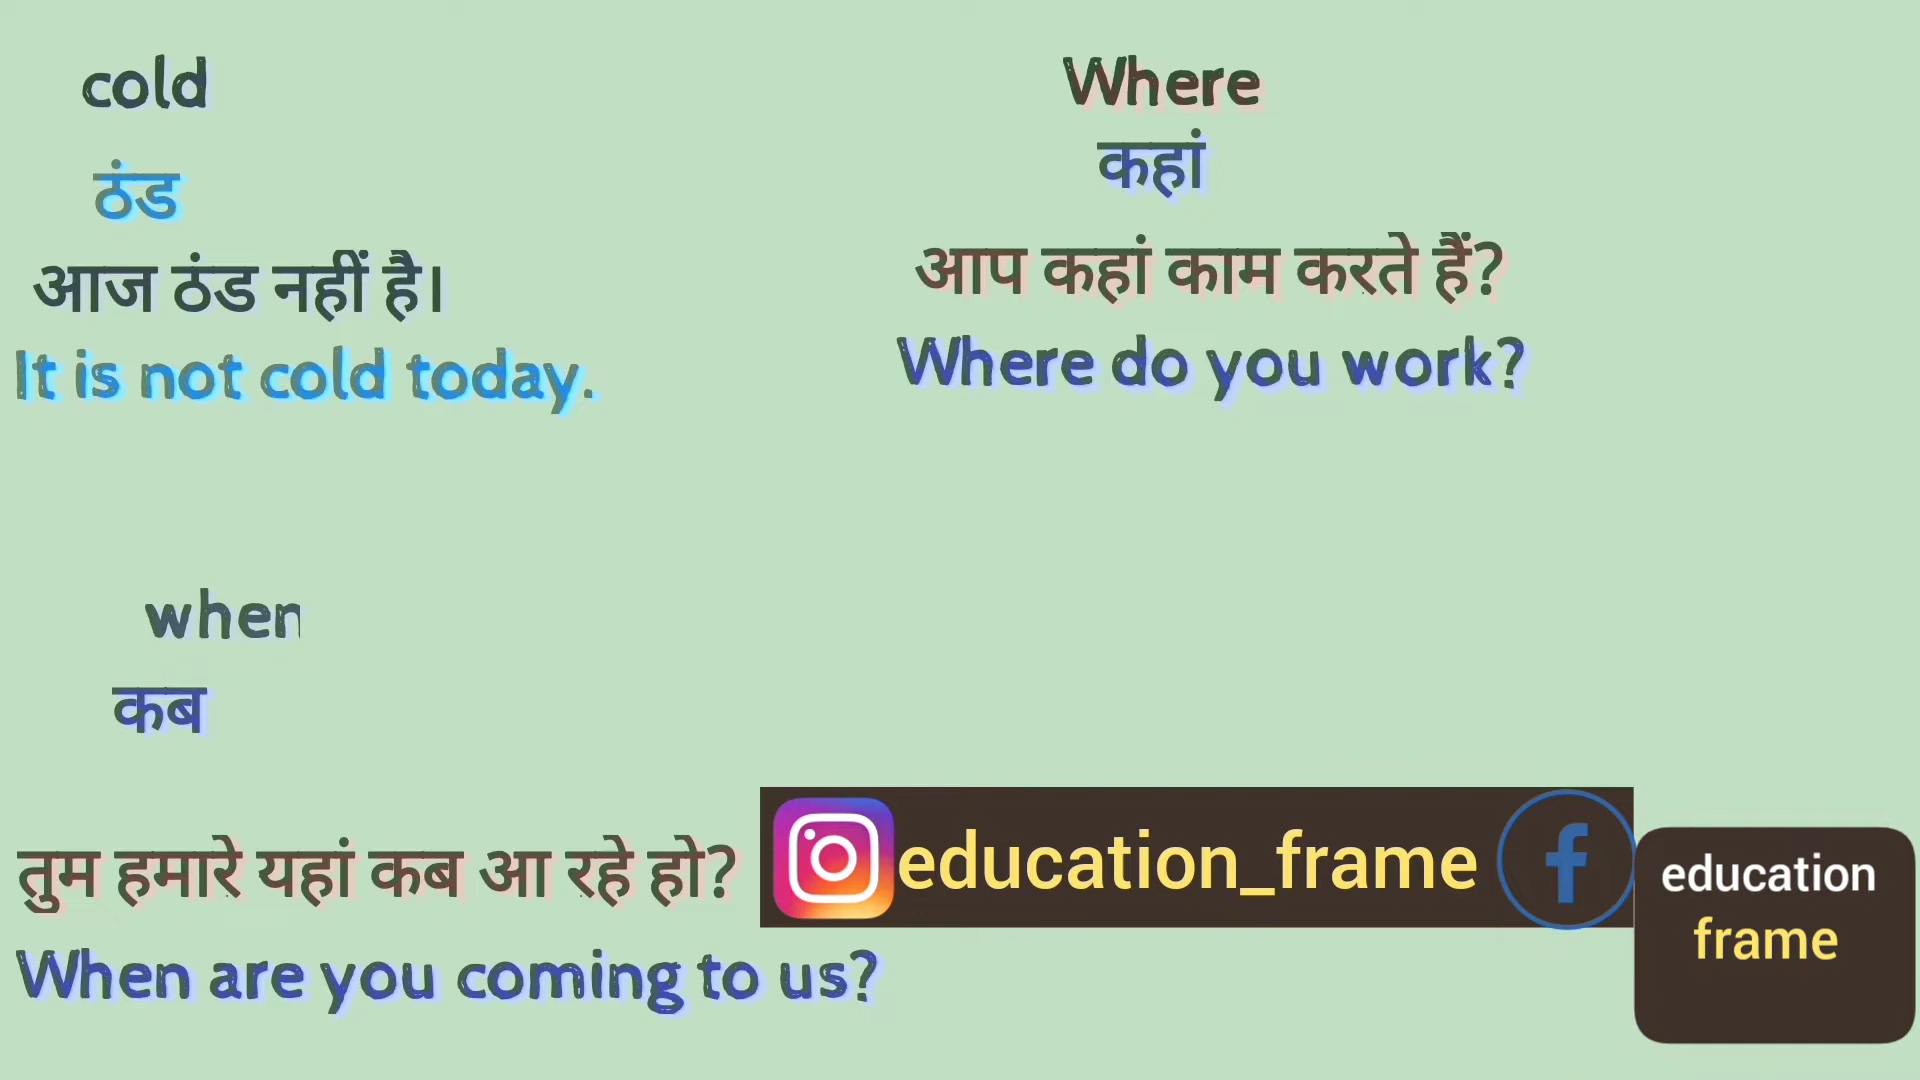 cold
ठंड
आज ठंड नहीं है।
It is not cold today.
Where
कहां
आप कहां काम करते हैं?
Where do you work?
when
कब
तुम हमारे यहां कब आ रहे हो?
When are you coming to us?
education_frame
education
frame